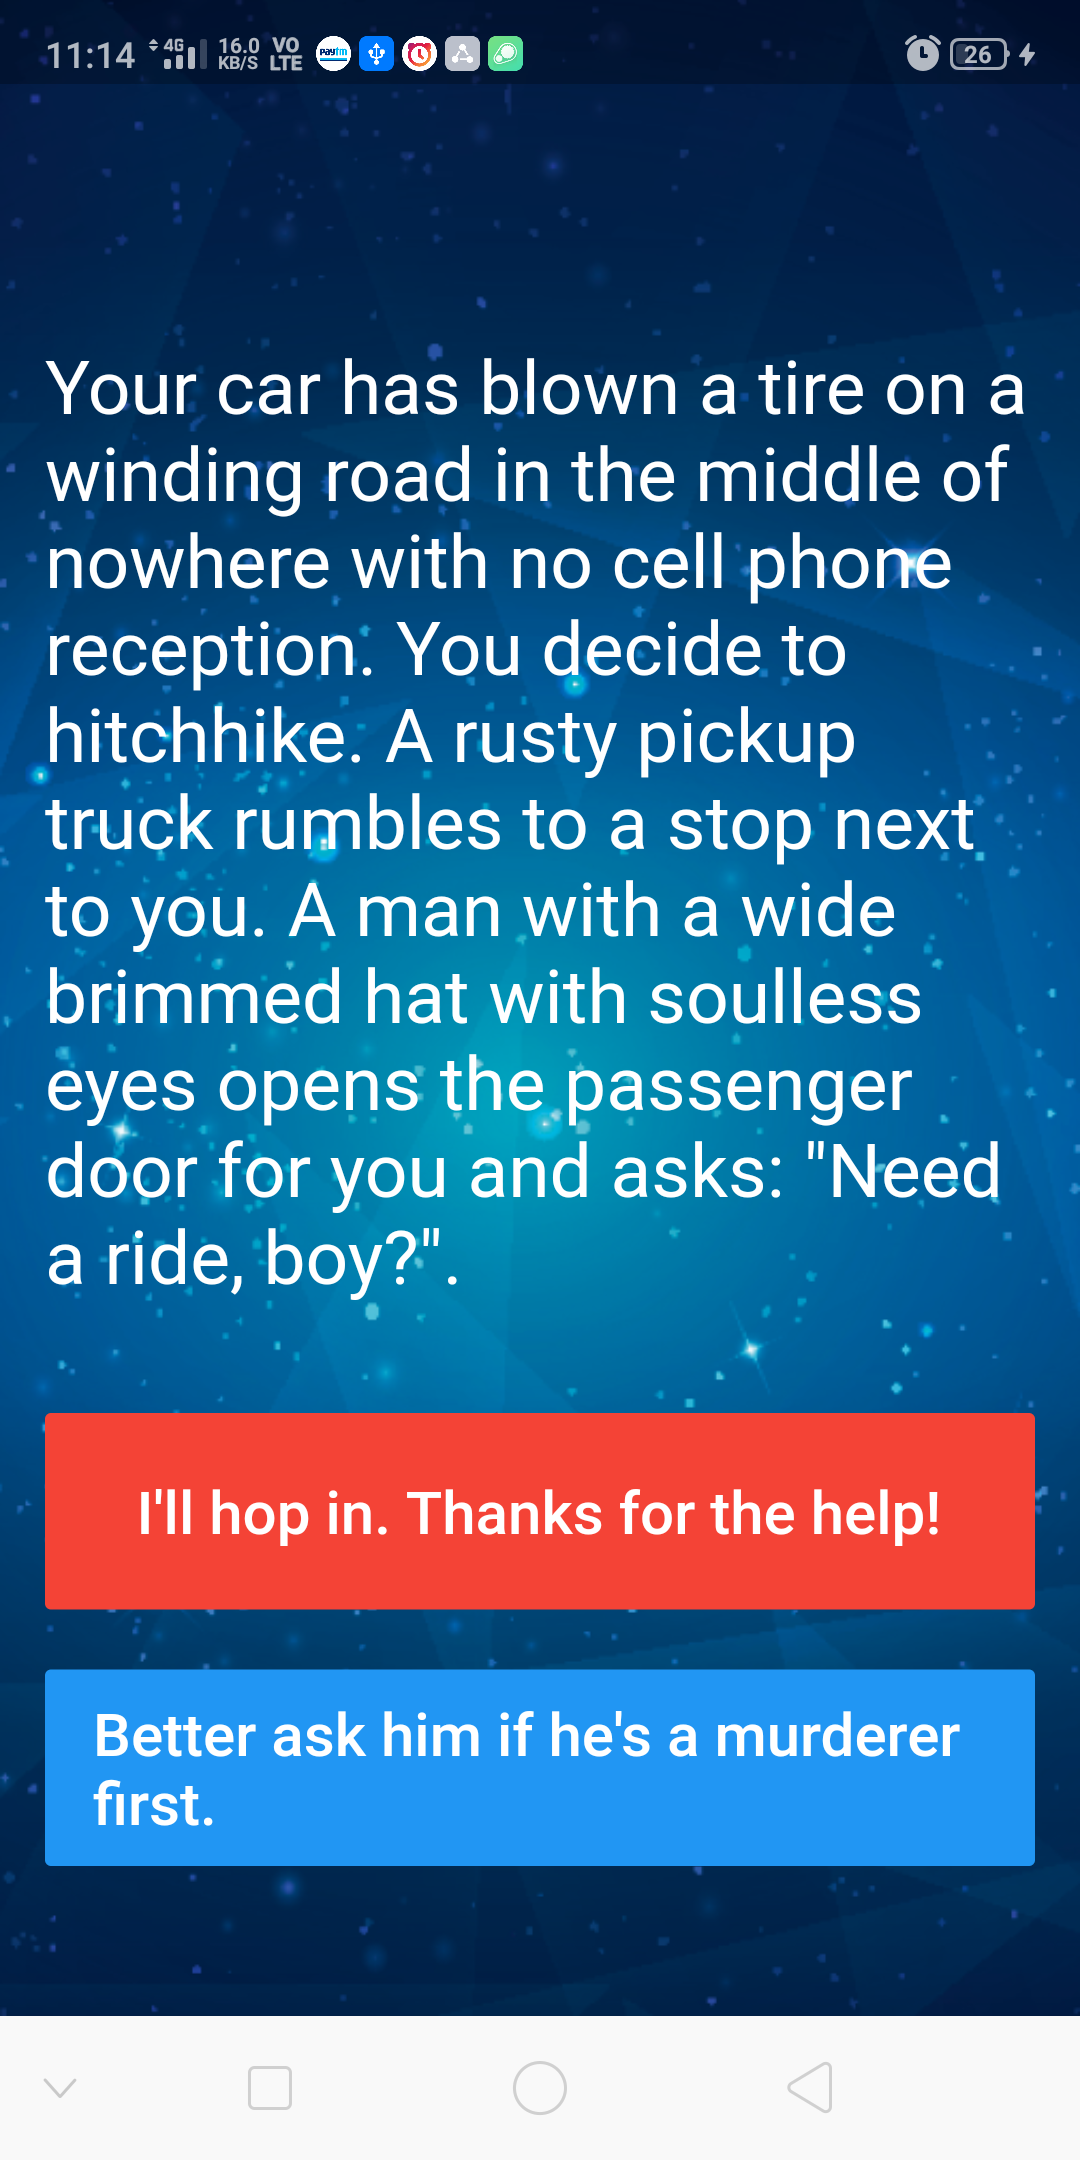 11:14 4G 16.0 KB/S VO LTE paytm 26
Your car has blown a tire on a
winding road in the middle of
nowhere with no cell phone
reception. You decide to
hitchhike. A rusty pickup
truck rumbles to a stop next
to you. A man with a wide
brimmed hat with soulless
eyes opens the passenger
door for you and asks: "Need
a ride, boy?".
I'll hop in. Thanks for the help!
Better ask him if he's a murderer
first.